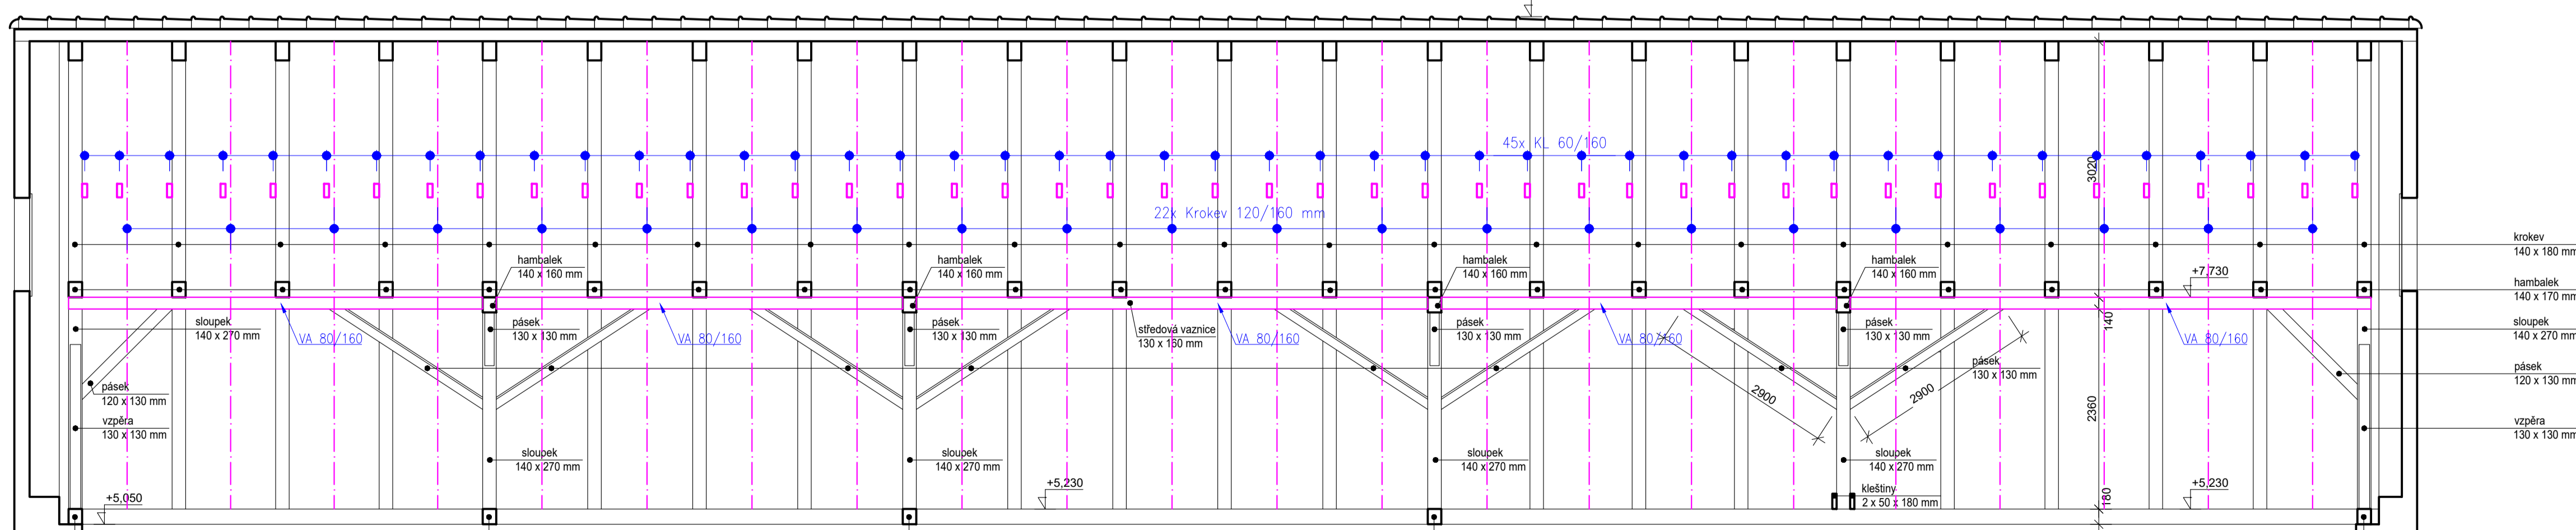 45x KL 60/160
3020
22x Krokev 120/160 mm
krokev
140 x 180 mm
hambalek
140 x 160 mm
hambalek
140 x 160 mm
hambalek
140 x 160 mm
hambalek
140 x 160 mm
+7,730
hambalek
140 x 170 mm
sloupek
140 x 270 mm
VA 80/160
pásek
130 x 130 mm
VA 80/160
pásek
130 x 130 mm
středová vaznice
130 x 160 mm
VA 80/160
pásek
130 x 130 mm
VA 80/160
pásek
130 x 130 mm
140
VA 80/160
sloupek
140 x 270 mm
pásek
120 x 130 mm
2900
2900
pásek
130 x 130 mm
2360
pásek
120 x 130 mm
vzpěra
130 x 130 mm
vzpěra
130 x 130 mm
sloupek
140 x 270 mm
sloupek
140 x 270 mm
sloupek
140 x 270 mm
sloupek
140 x 270 mm
+5,050
+5,230
kleštiny
2 x 50 x 180 mm
180
+5,230